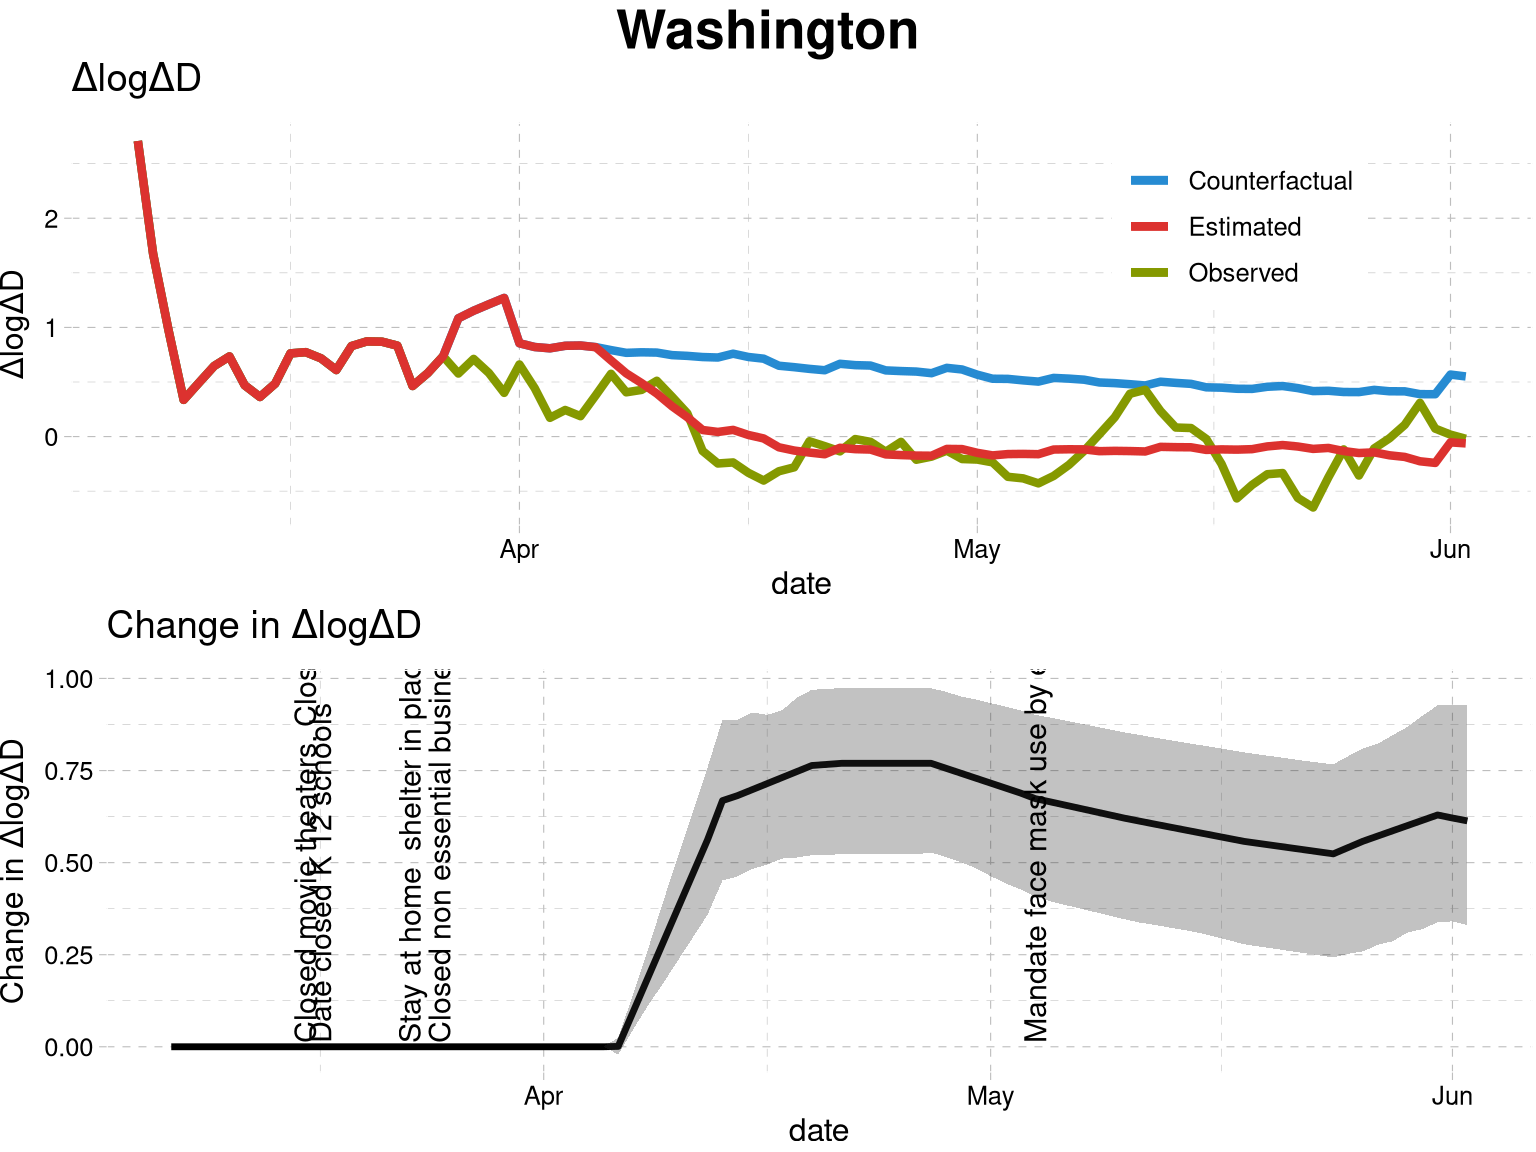 Washington
ΔlogΔD
ΔlogΔD
2
1
0
Counterfactual
Estimated
Observed
Apr
May
Jun
date
Change in ΔlogΔD
Change in ΔlogΔD
1.00
0.75
0.50
0.25
0.00
Closed movie theaters. Clos
Date closed K 12 schools
Stay at home  shelter in plac
Closed non essential busine
Mandate face mask use by
Apr
May
Jun
date